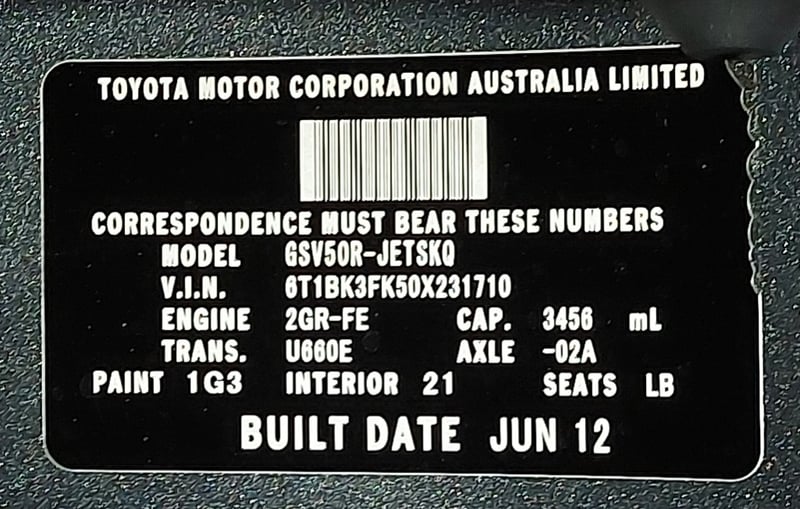 TOYOTA MOTOR CORPORATION AUSTRALIA LIMITED
CORRESPONDENCE MUST BEAR THESE NUMBERS
MODEL GSV50R-JETSKQ
V.I.N. 6T1BK3FK50X231710
ENGINE 2GR-FE CAP. 3456 mL
TRANS. U660E AXLE -02A
PAINT 1G3 INTERIOR 21 SEATS LB
BUILT DATE JUN 12